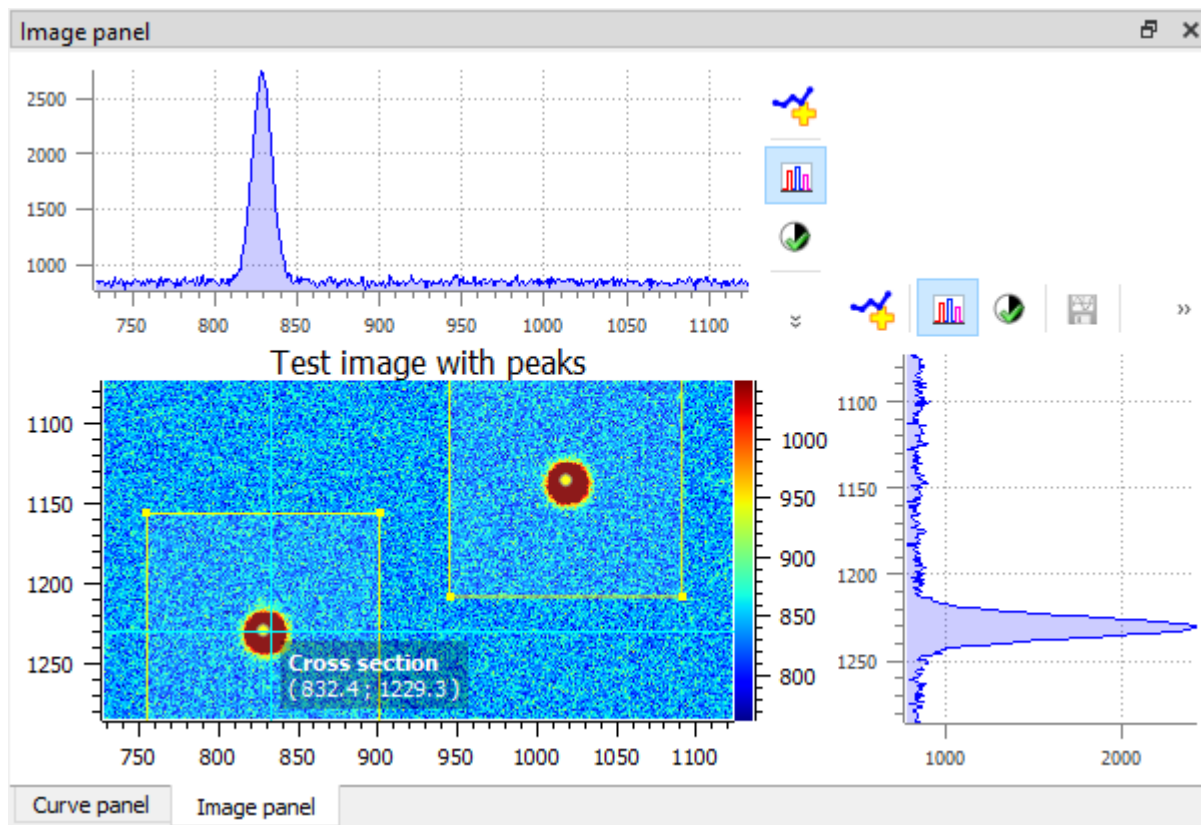 Image panel
2500
2000
1500
1000
750 800 850 900 950 1000 1050 1100
Test image with peaks
1100
1150
1200
1250
750 800 850 900 950 1000 1050 1100
Cross section
( 832.4 ; 1229.3 )
1000
950
900
850
800
1100
1150
1200
1250
1000 2000
Curve panel Image panel